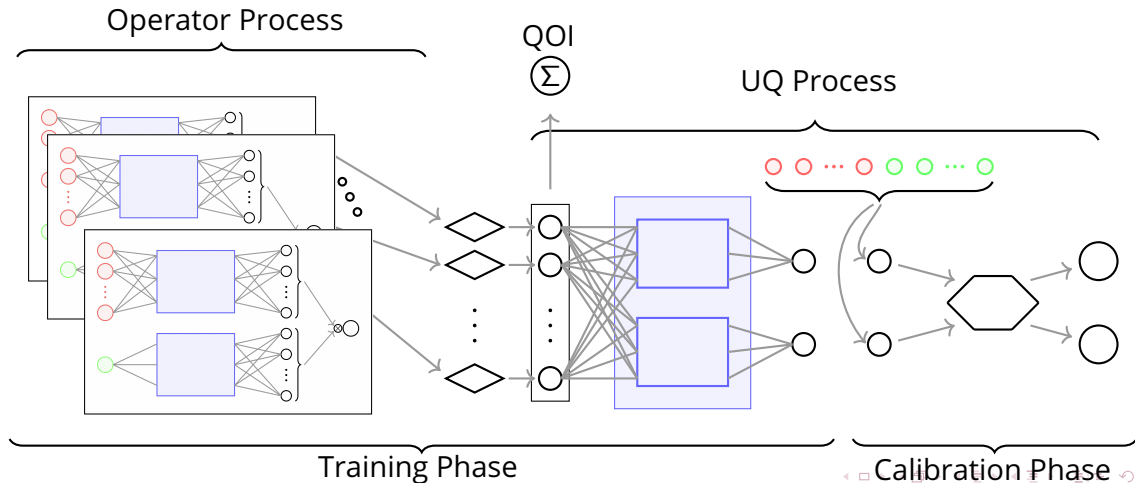 Operator Process
QOI
Σ
UQ Process
Training Phase
Calibration Phase